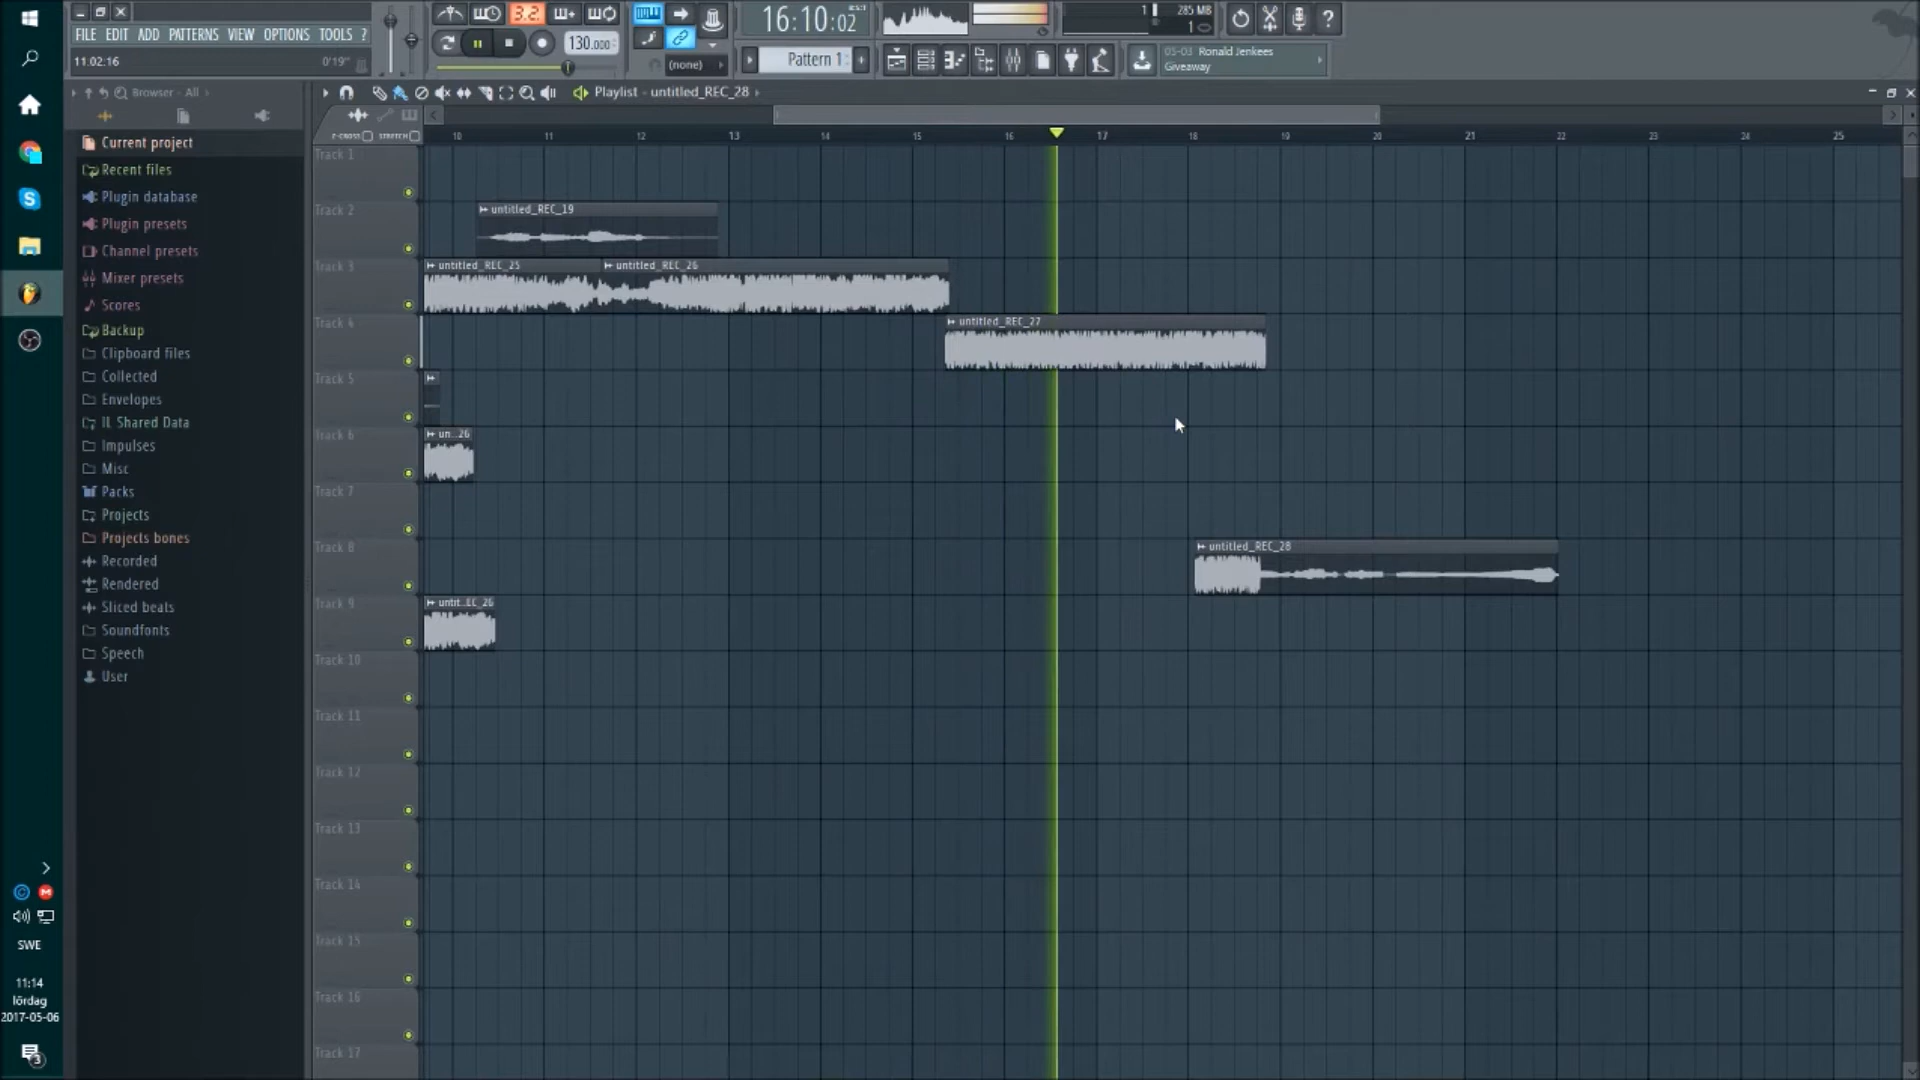 FILE EDIT ADD PATTERNS VIEW OPTIONS TOOLS ?
11.02.16 0'19"
3.2.
130.000
(none)
16:10:02
B:S:T
Pattern 1
+
1
285 MB
1
?
05-03 Ronald Jenkees
Giveaway
Browser - All
Playlist - untitled_REC_28
Current project
Recent files
Plugin database
Plugin presets
Channel presets
Mixer presets
Scores
Backup
Clipboard files
Collected
Envelopes
IL Shared Data
Impulses
Misc
Packs
Projects
Projects bones
Recorded
Rendered
Sliced beats
Soundfonts
Speech
User
STRETCH
10 11 12 13 14 15 16 17 18 19 20 21 22 23 24 25
Track 1
Track 2
untitled_REC_19
Track 3
untitled_REC_25 untitled_REC_26
Track 4
untitled_REC_27
Track 5
Track 6
un...26
Track 7
Track 8
untitled_REC_28
Track 9
untit...EC_26
Track 10
Track 11
Track 12
Track 13
Track 14
Track 15
Track 16
Track 17
SWE
11:14
lördag
2017-05-06
3